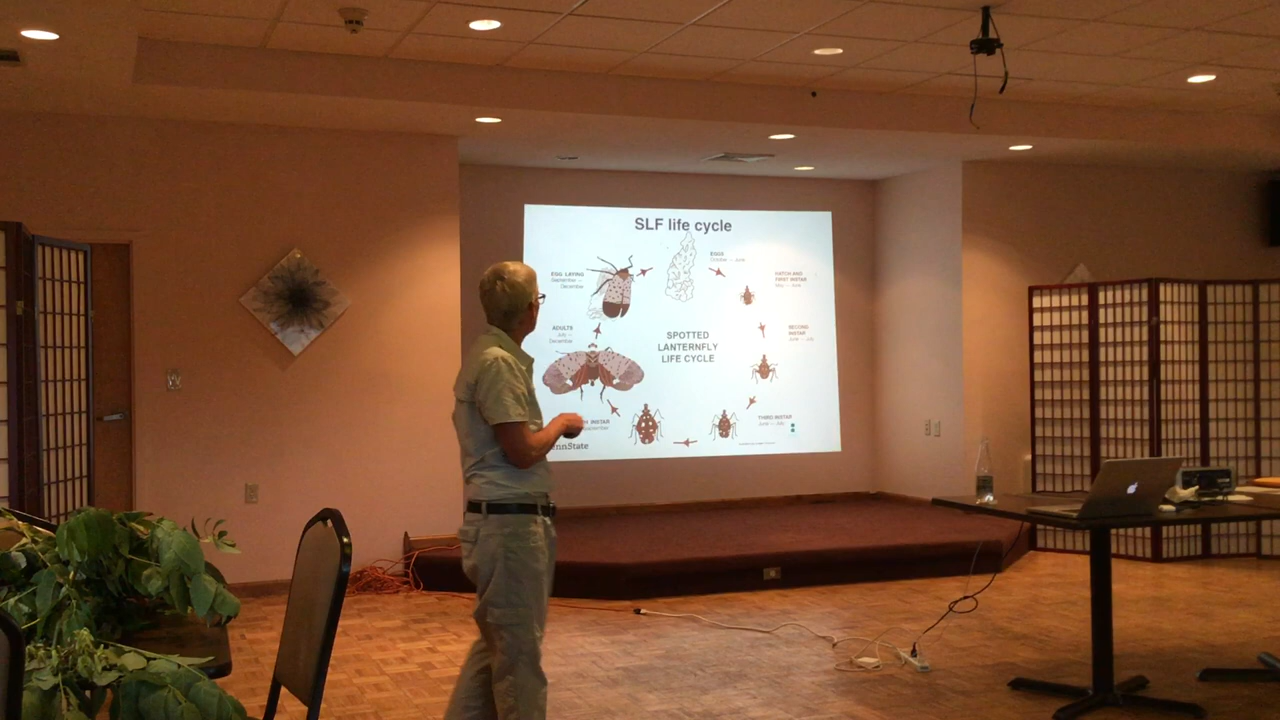 SLF life cycle
EGGS
October — June
EGG LAYING
September —
December
HATCH AND
FIRST INSTAR
May — June
ADULTS
July —
December
SPOTTED
LANTERNFLY
LIFE CYCLE
SECOND
INSTAR
June — July
THIRD INSTAR
June — July
INSTAR
September
ennState